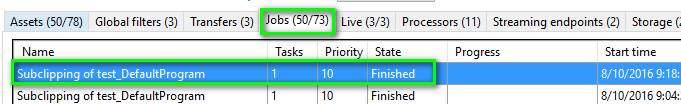 Assets (50/78) Global filters (3) Transfers (3) Jobs (50/73) Live (3/3) Processors (11) Streaming endpoints (2) Storage (2
Name Tasks Priority State Progress Start time
Subclipping of test_DefaultProgram 1 10 Finished 8/10/2016 9:18:
Subclipping of test_DefaultProgram 1 10 Finished 8/10/2016 9:04: